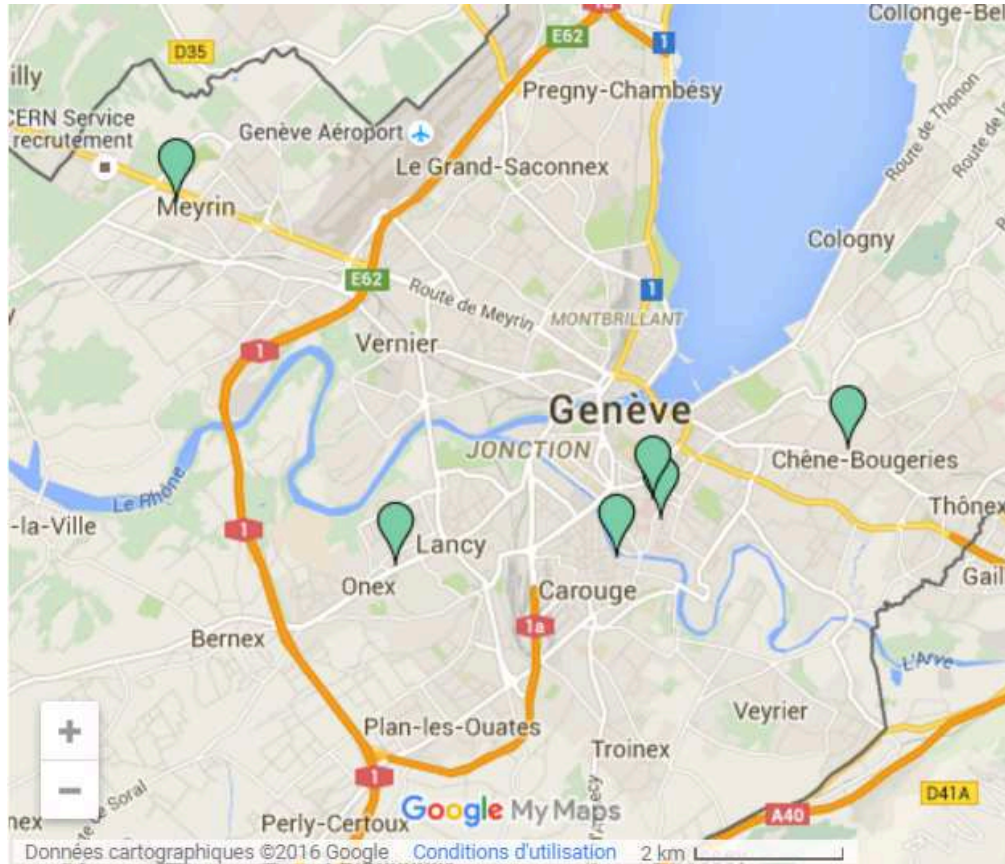 1a
Collonge-Bel
E62
1
D35
illy
Pregny-Chambésy
CERN Service
recrutement
Genève Aéroport
Route de Thonon
Le Grand-Saconnex
Meyrin
Cologny
E62
Route de Meyrin
1
MONTBRILLANT
Vernier
1
Genève
JONCTION
Chêne-Bougeries
Le Rhône
Thônex
-la-Ville
1
Lancy
Gail
Onex
Carouge
1a
Bernex
L'Arve
Veyrier
Plan-les-Ouates
Troinex
1
D41A
Google My Maps
A40
nex
Perly-Certoux
Données cartographiques ©2016 Google Conditions d'utilisation 2 km